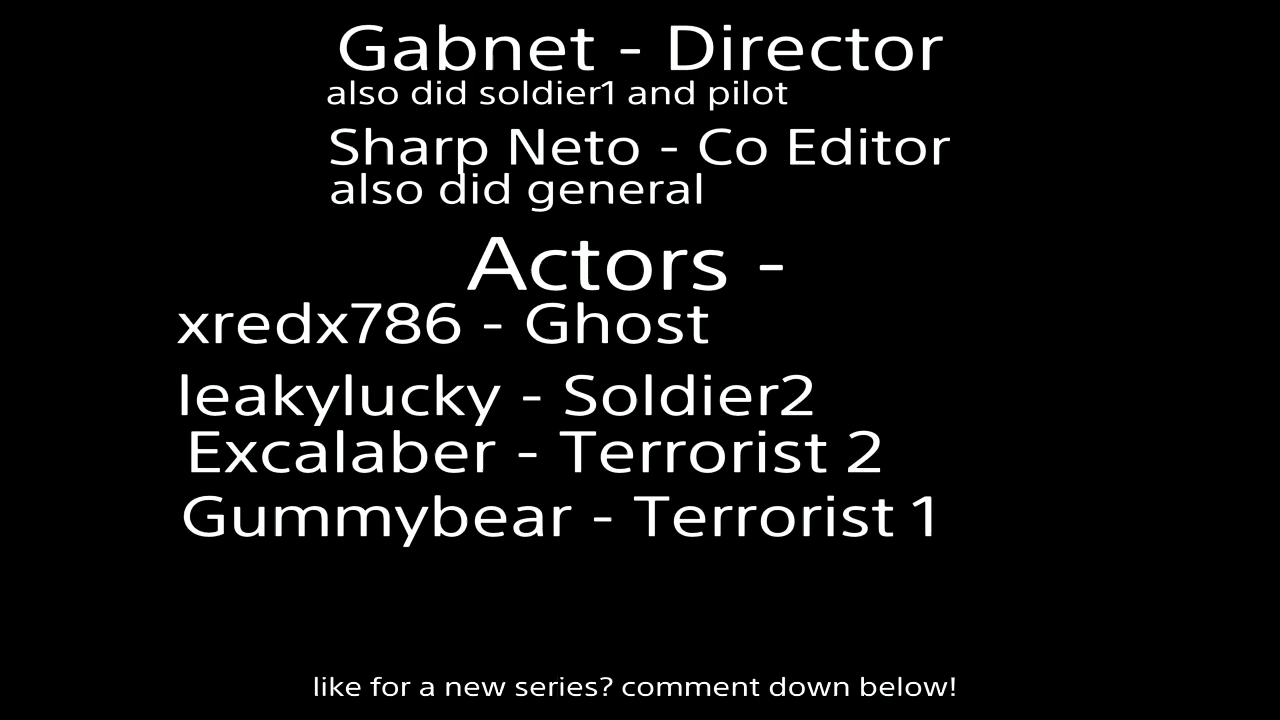 Gabnet - Director
also did soldier1 and pilot
Sharp Neto - Co Editor
also did general
Actors -
xredx786 - Ghost
leakylucky - Soldier2
Excalaber - Terrorist 2
Gummybear - Terrorist 1
like for a new series? comment down below!